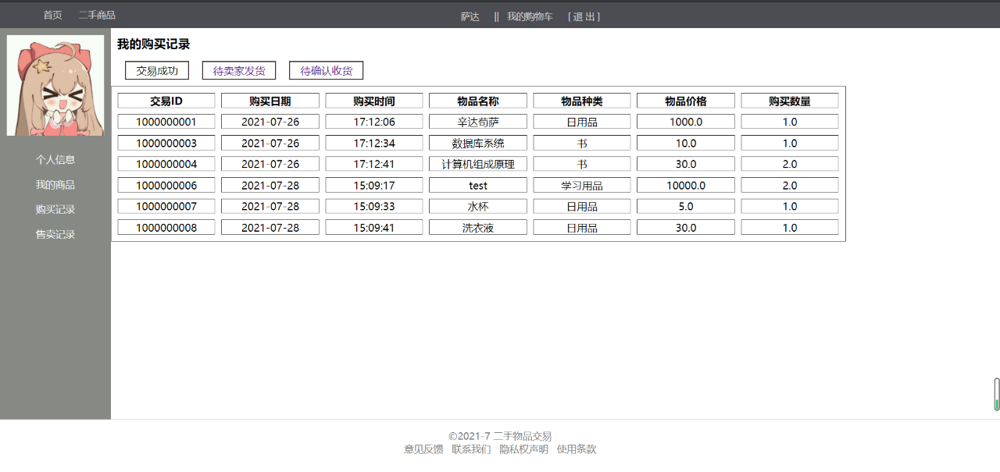 首页 二手商品 萨达 || 我的购物车 [ 退 出 ]
个人信息
我的商品
购买记录
售卖记录
我的购买记录
交易成功 待卖家发货 待确认收货
交易ID 购买日期 购买时间 物品名称 物品种类 物品价格 购买数量
1000000001 2021-07-26 17:12:06 辛达苟萨 日用品 1000.0 1.0
1000000003 2021-07-26 17:12:34 数据库系统 书 10.0 1.0
1000000004 2021-07-26 17:12:41 计算机组成原理 书 30.0 2.0
1000000006 2021-07-28 15:09:17 test 学习用品 10000.0 2.0
1000000007 2021-07-28 15:09:33 水杯 日用品 5.0 1.0
1000000008 2021-07-28 15:09:41 洗衣液 日用品 30.0 1.0
©2021-7 二手物品交易
意见反馈 联系我们 隐私权声明 使用条款